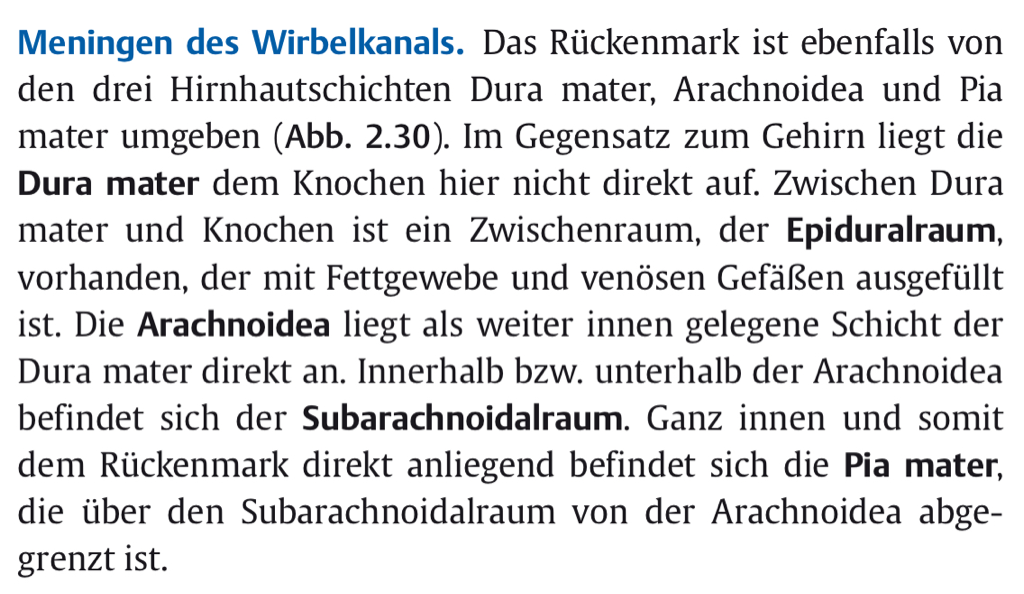 Meningen des Wirbelkanals. Das Rückenmark ist ebenfalls von
den drei Hirnhautschichten Dura mater, Arachnoidea und Pia
mater umgeben (Abb. 2.30). Im Gegensatz zum Gehirn liegt die
Dura mater dem Knochen hier nicht direkt auf. Zwischen Dura
mater und Knochen ist ein Zwischenraum, der Epiduralraum,
vorhanden, der mit Fettgewebe und venösen Gefäßen ausgefüllt
ist. Die Arachnoidea liegt als weiter innen gelegene Schicht der
Dura mater direkt an. Innerhalb bzw. unterhalb der Arachnoidea
befindet sich der Subarachnoidalraum. Ganz innen und somit
dem Rückenmark direkt anliegend befindet sich die Pia mater,
die über den Subarachnoidalraum von der Arachnoidea abge-
grenzt ist.